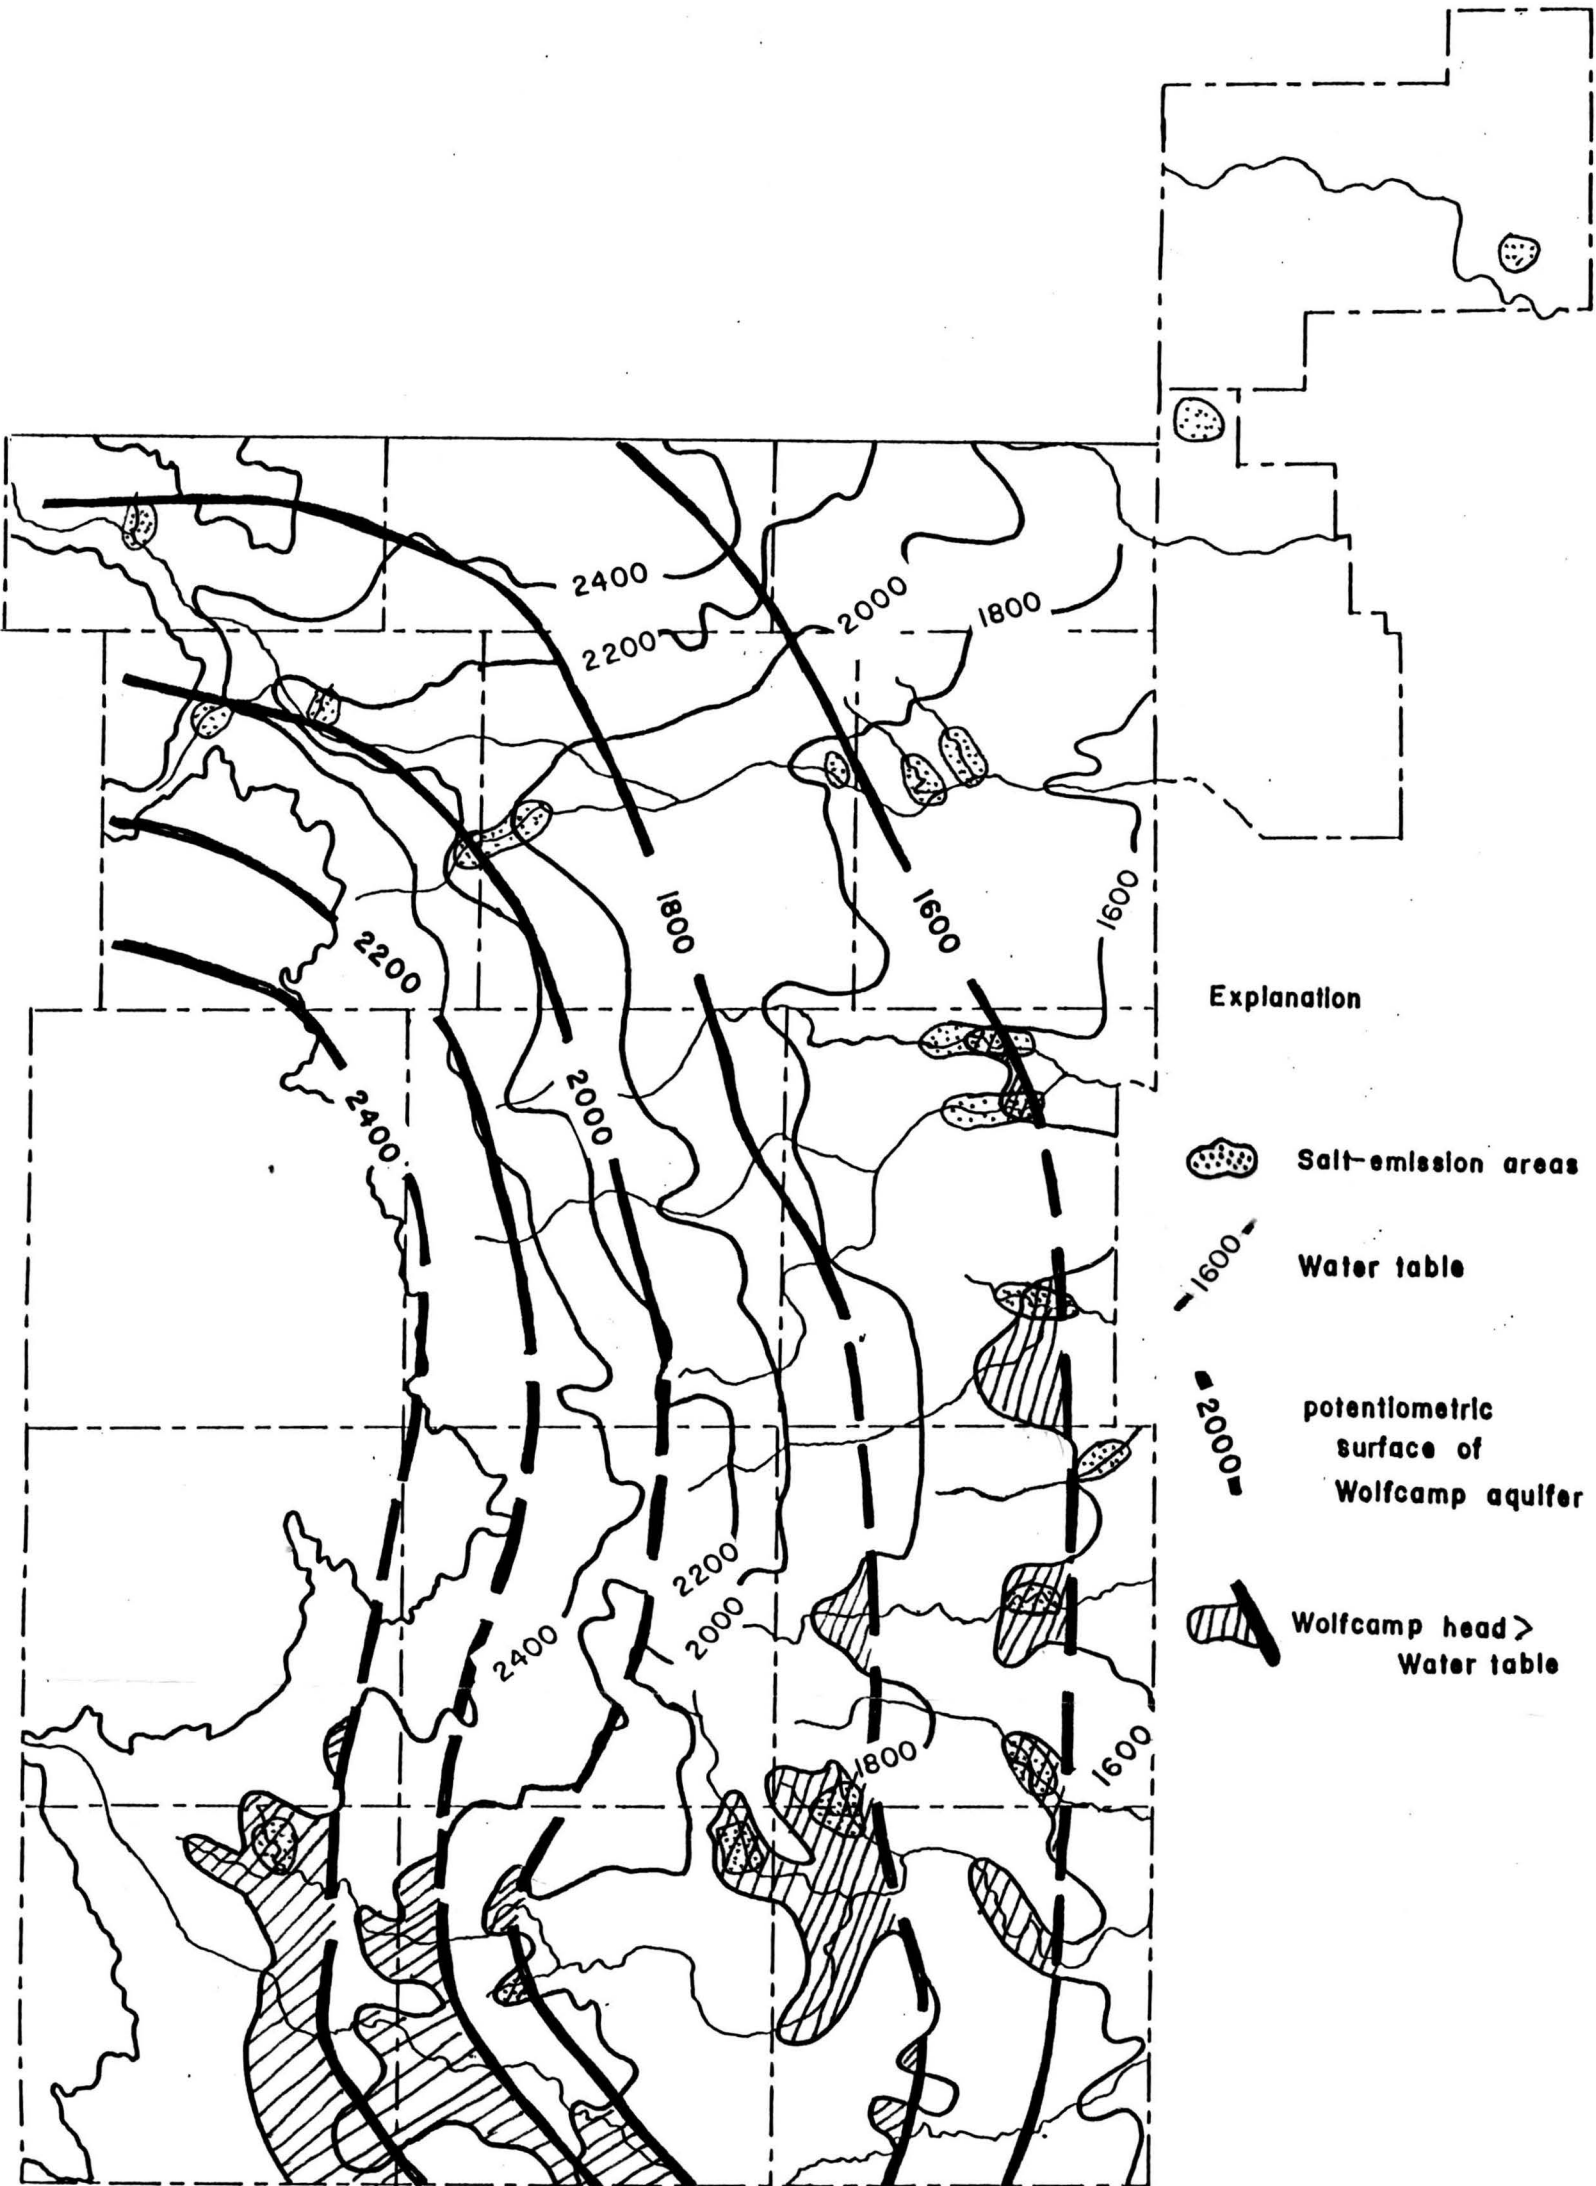 2400
2200
2000
1800
1800
1600
1600
2200
2400
2000
2200
2000
2400
1800
1600
Explanation
Salt-emission areas
1600
Water table
2000
potentiometric
surface of
Wolfcamp aquifer
Wolfcamp head >
Water table